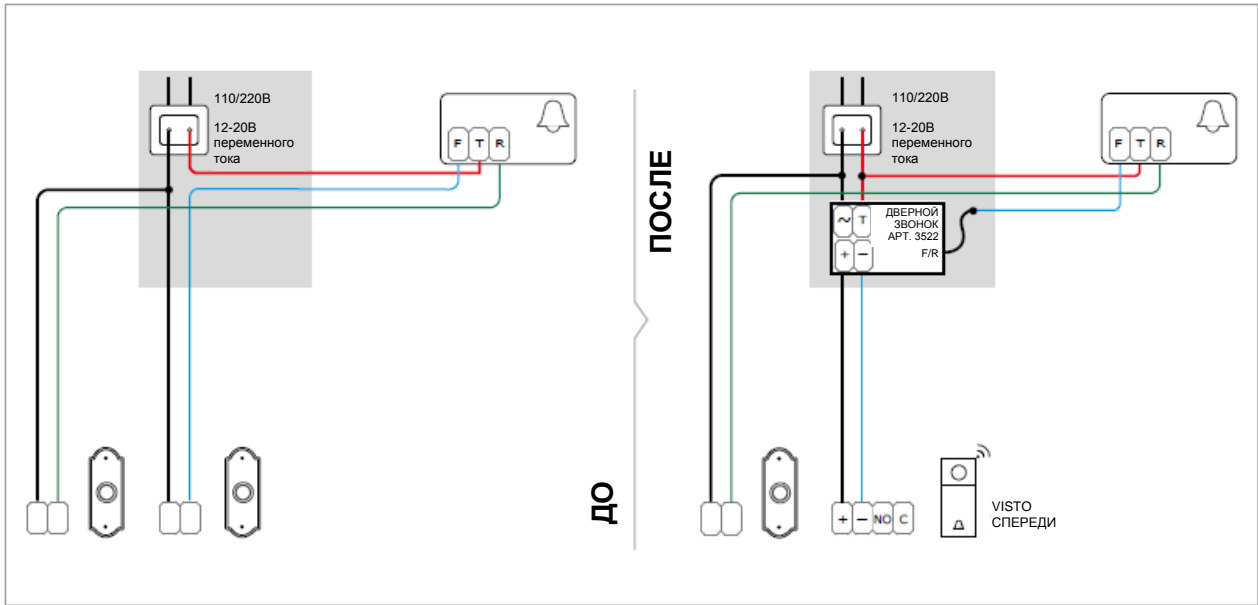 110/220В
12-20В
переменного
тока
F T R
ПОСЛЕ
ДО
110/220В
12-20В
переменного
тока
F T R
~ T
ДВЕРНОЙ
ЗВОНОК
АРТ. 3522
+ −
F/R
+ − NO C
VISTO
СПЕРЕДИ